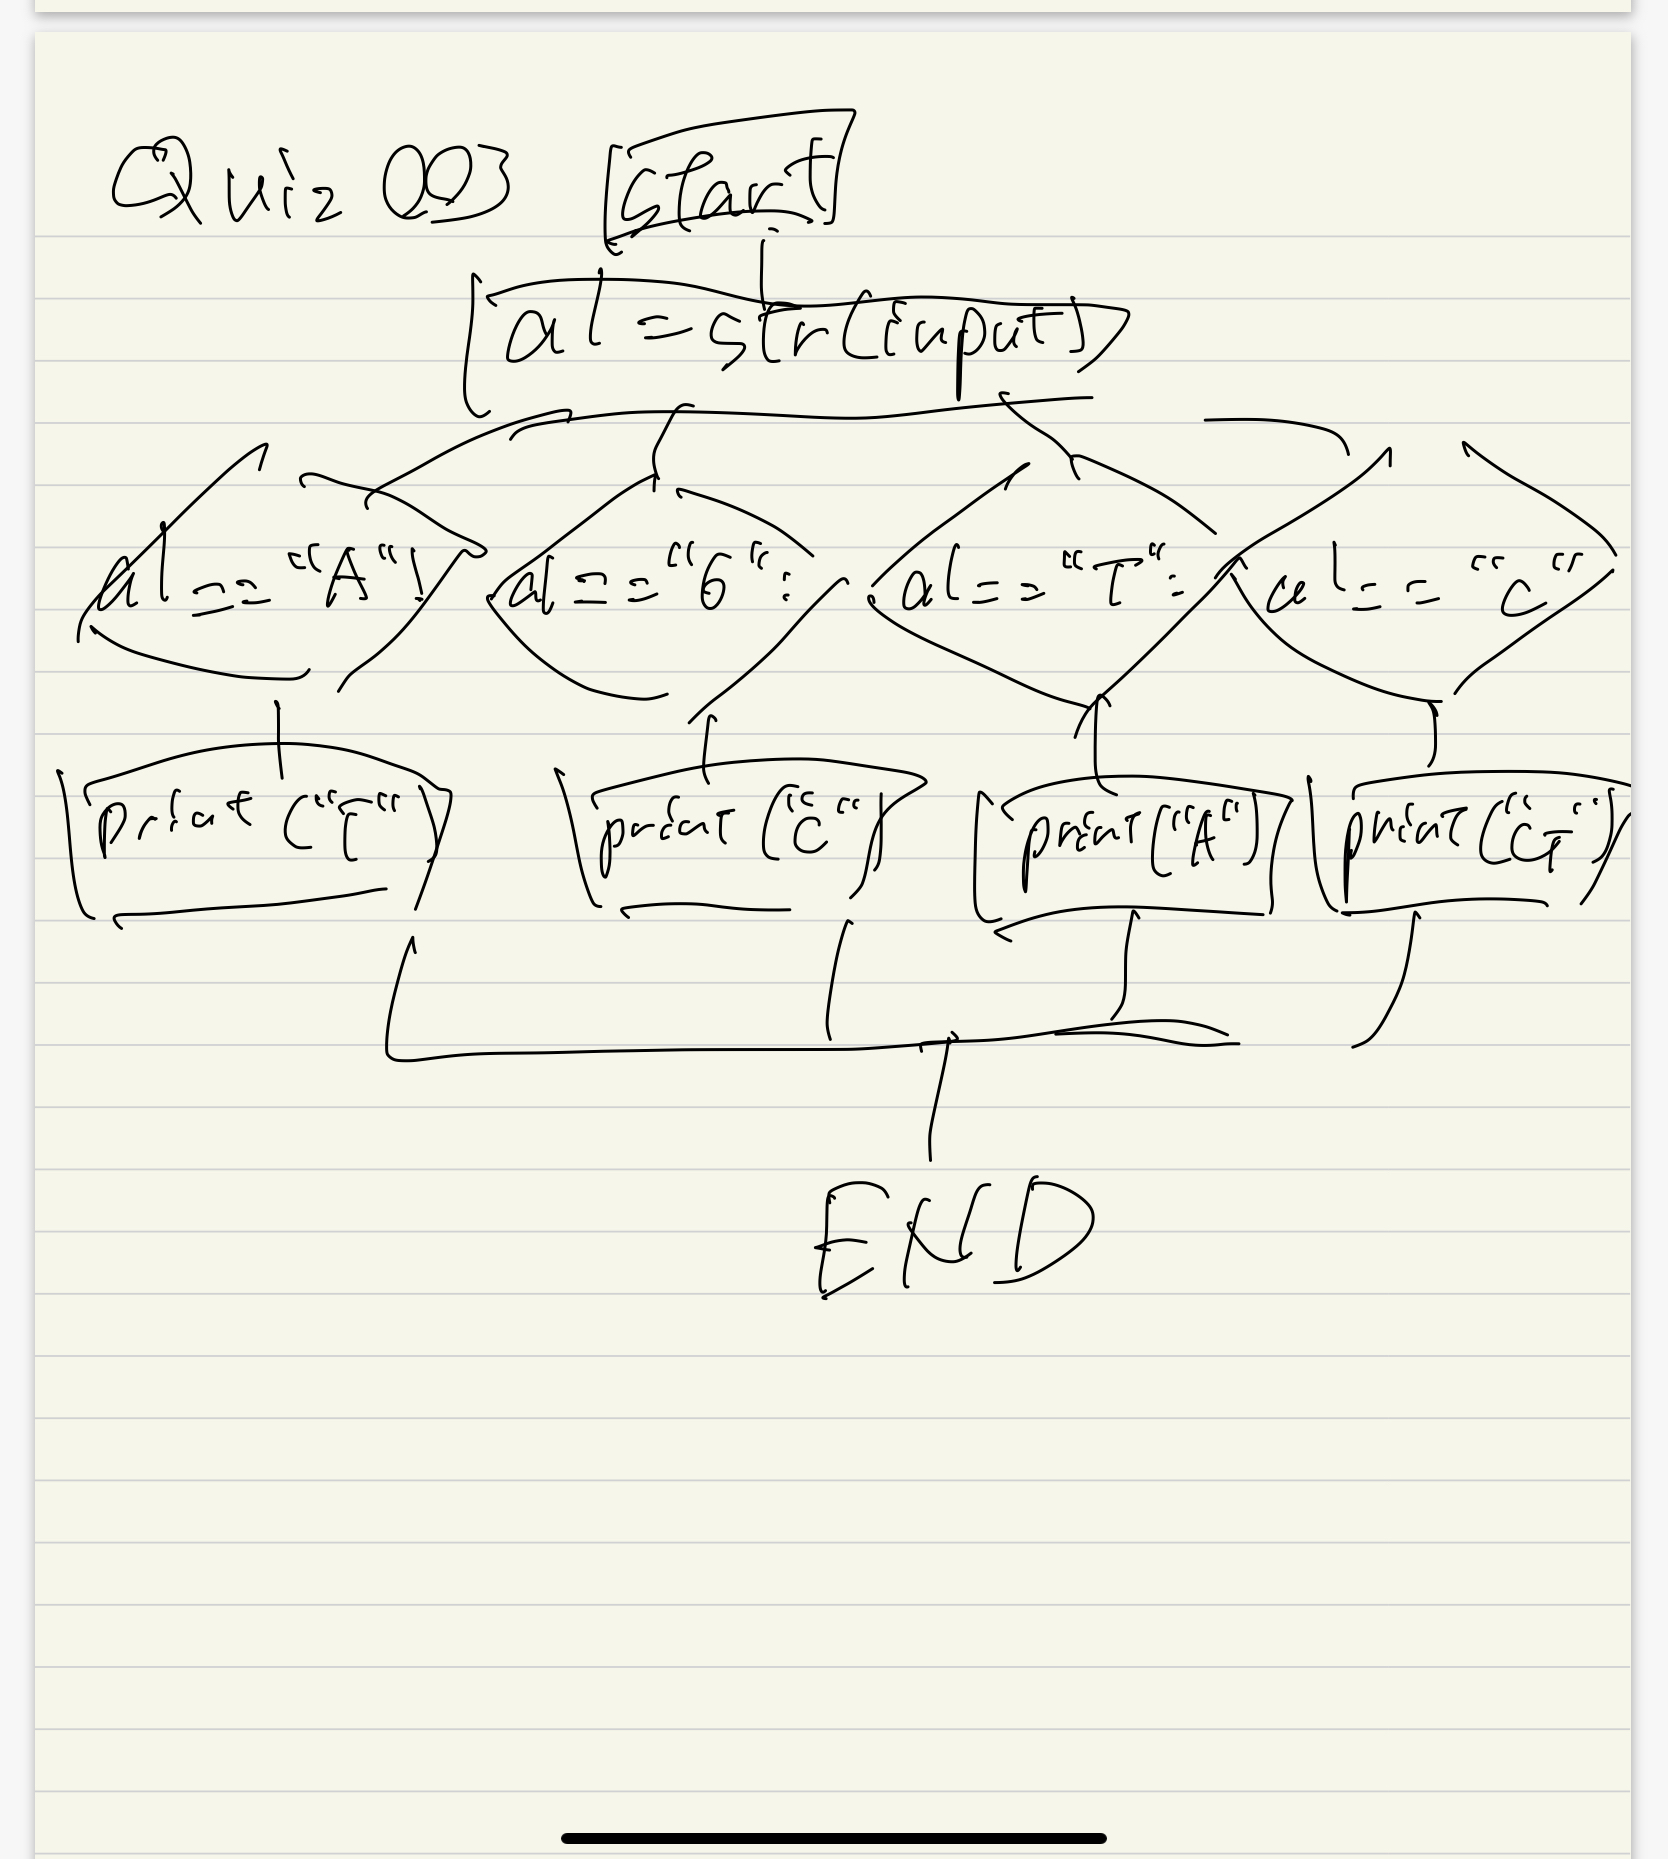 Quiz 003 start
al = str(input)
al == "A") al == "G": al == "T": al == "C"
print ("T") print ("C") print ("A") print ("G")
END